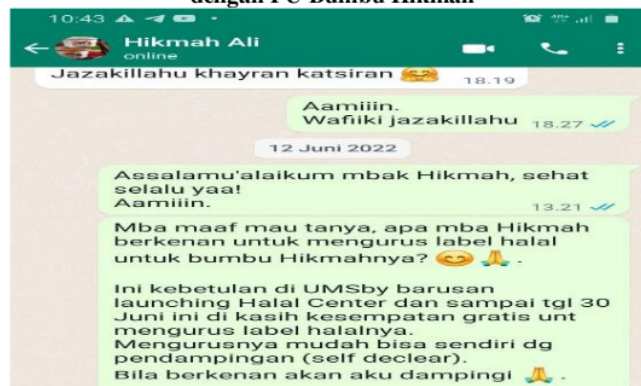 dengan PU Bumbu Hikmah
10:43
Hikmah Ali
online
Jazakillahu khayran katsiran 🤗 18.19
Aamiiin.
Wafiiki jazakillahu 18.27
12 Juni 2022
Assalamu'alaikum mbak Hikmah, sehat
selalu yaa!
Aamiiin. 13.21
Mba maaf mau tanya, apa mba Hikmah
berkenan untuk mengurus label halal
untuk bumbu Hikmahnya? 😊 🙏 .
Ini kebetulan di UMSby barusan
launching Halal Center dan sampai tgl 30
Juni ini di kasih kesempatan gratis unt
mengurus label halalnya.
Mengurusnya mudah bisa sendiri dg
pendampingan (self declear).
Bila berkenan akan aku dampingi 🙏 .